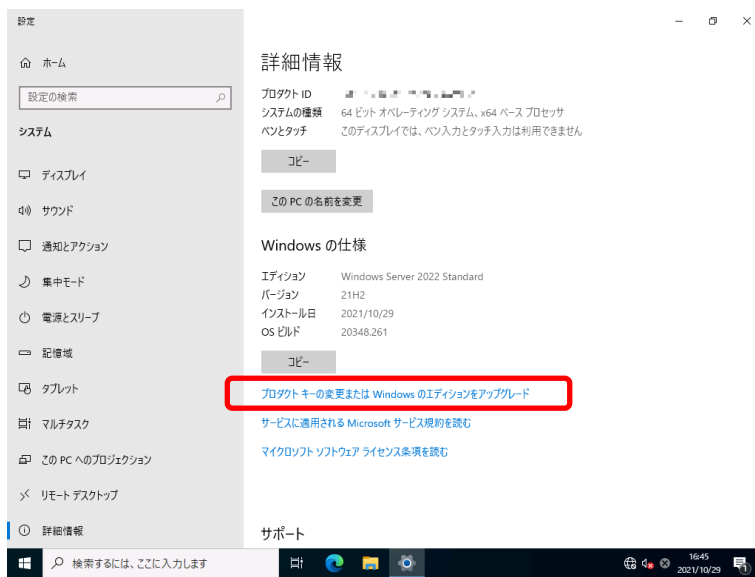 設定
ホーム
設定の検索
システム
ディスプレイ
サウンド
通知とアクション
集中モード
電源とスリープ
記憶域
タブレット
マルチタスク
この PC へのプロジェクション
リモート デスクトップ
詳細情報
詳細情報
プロダクト ID
システムの種類 64 ビット オペレーティング システム、x64 ベース プロセッサ
ペンとタッチ このディスプレイでは、ペン入力とタッチ入力は利用できません
コピー
この PC の名前を変更
Windows の仕様
エディション Windows Server 2022 Standard
バージョン 21H2
インストール日 2021/10/29
OS ビルド 20348.261
コピー
プロダクト キーの変更または Windows のエディションをアップグレード
サービスに適用される Microsoft サービス規約を読む
マイクロソフト ソフトウェア ライセンス条項を読む
サポート
検索するには、ここに入力します
16:45
2021/10/29